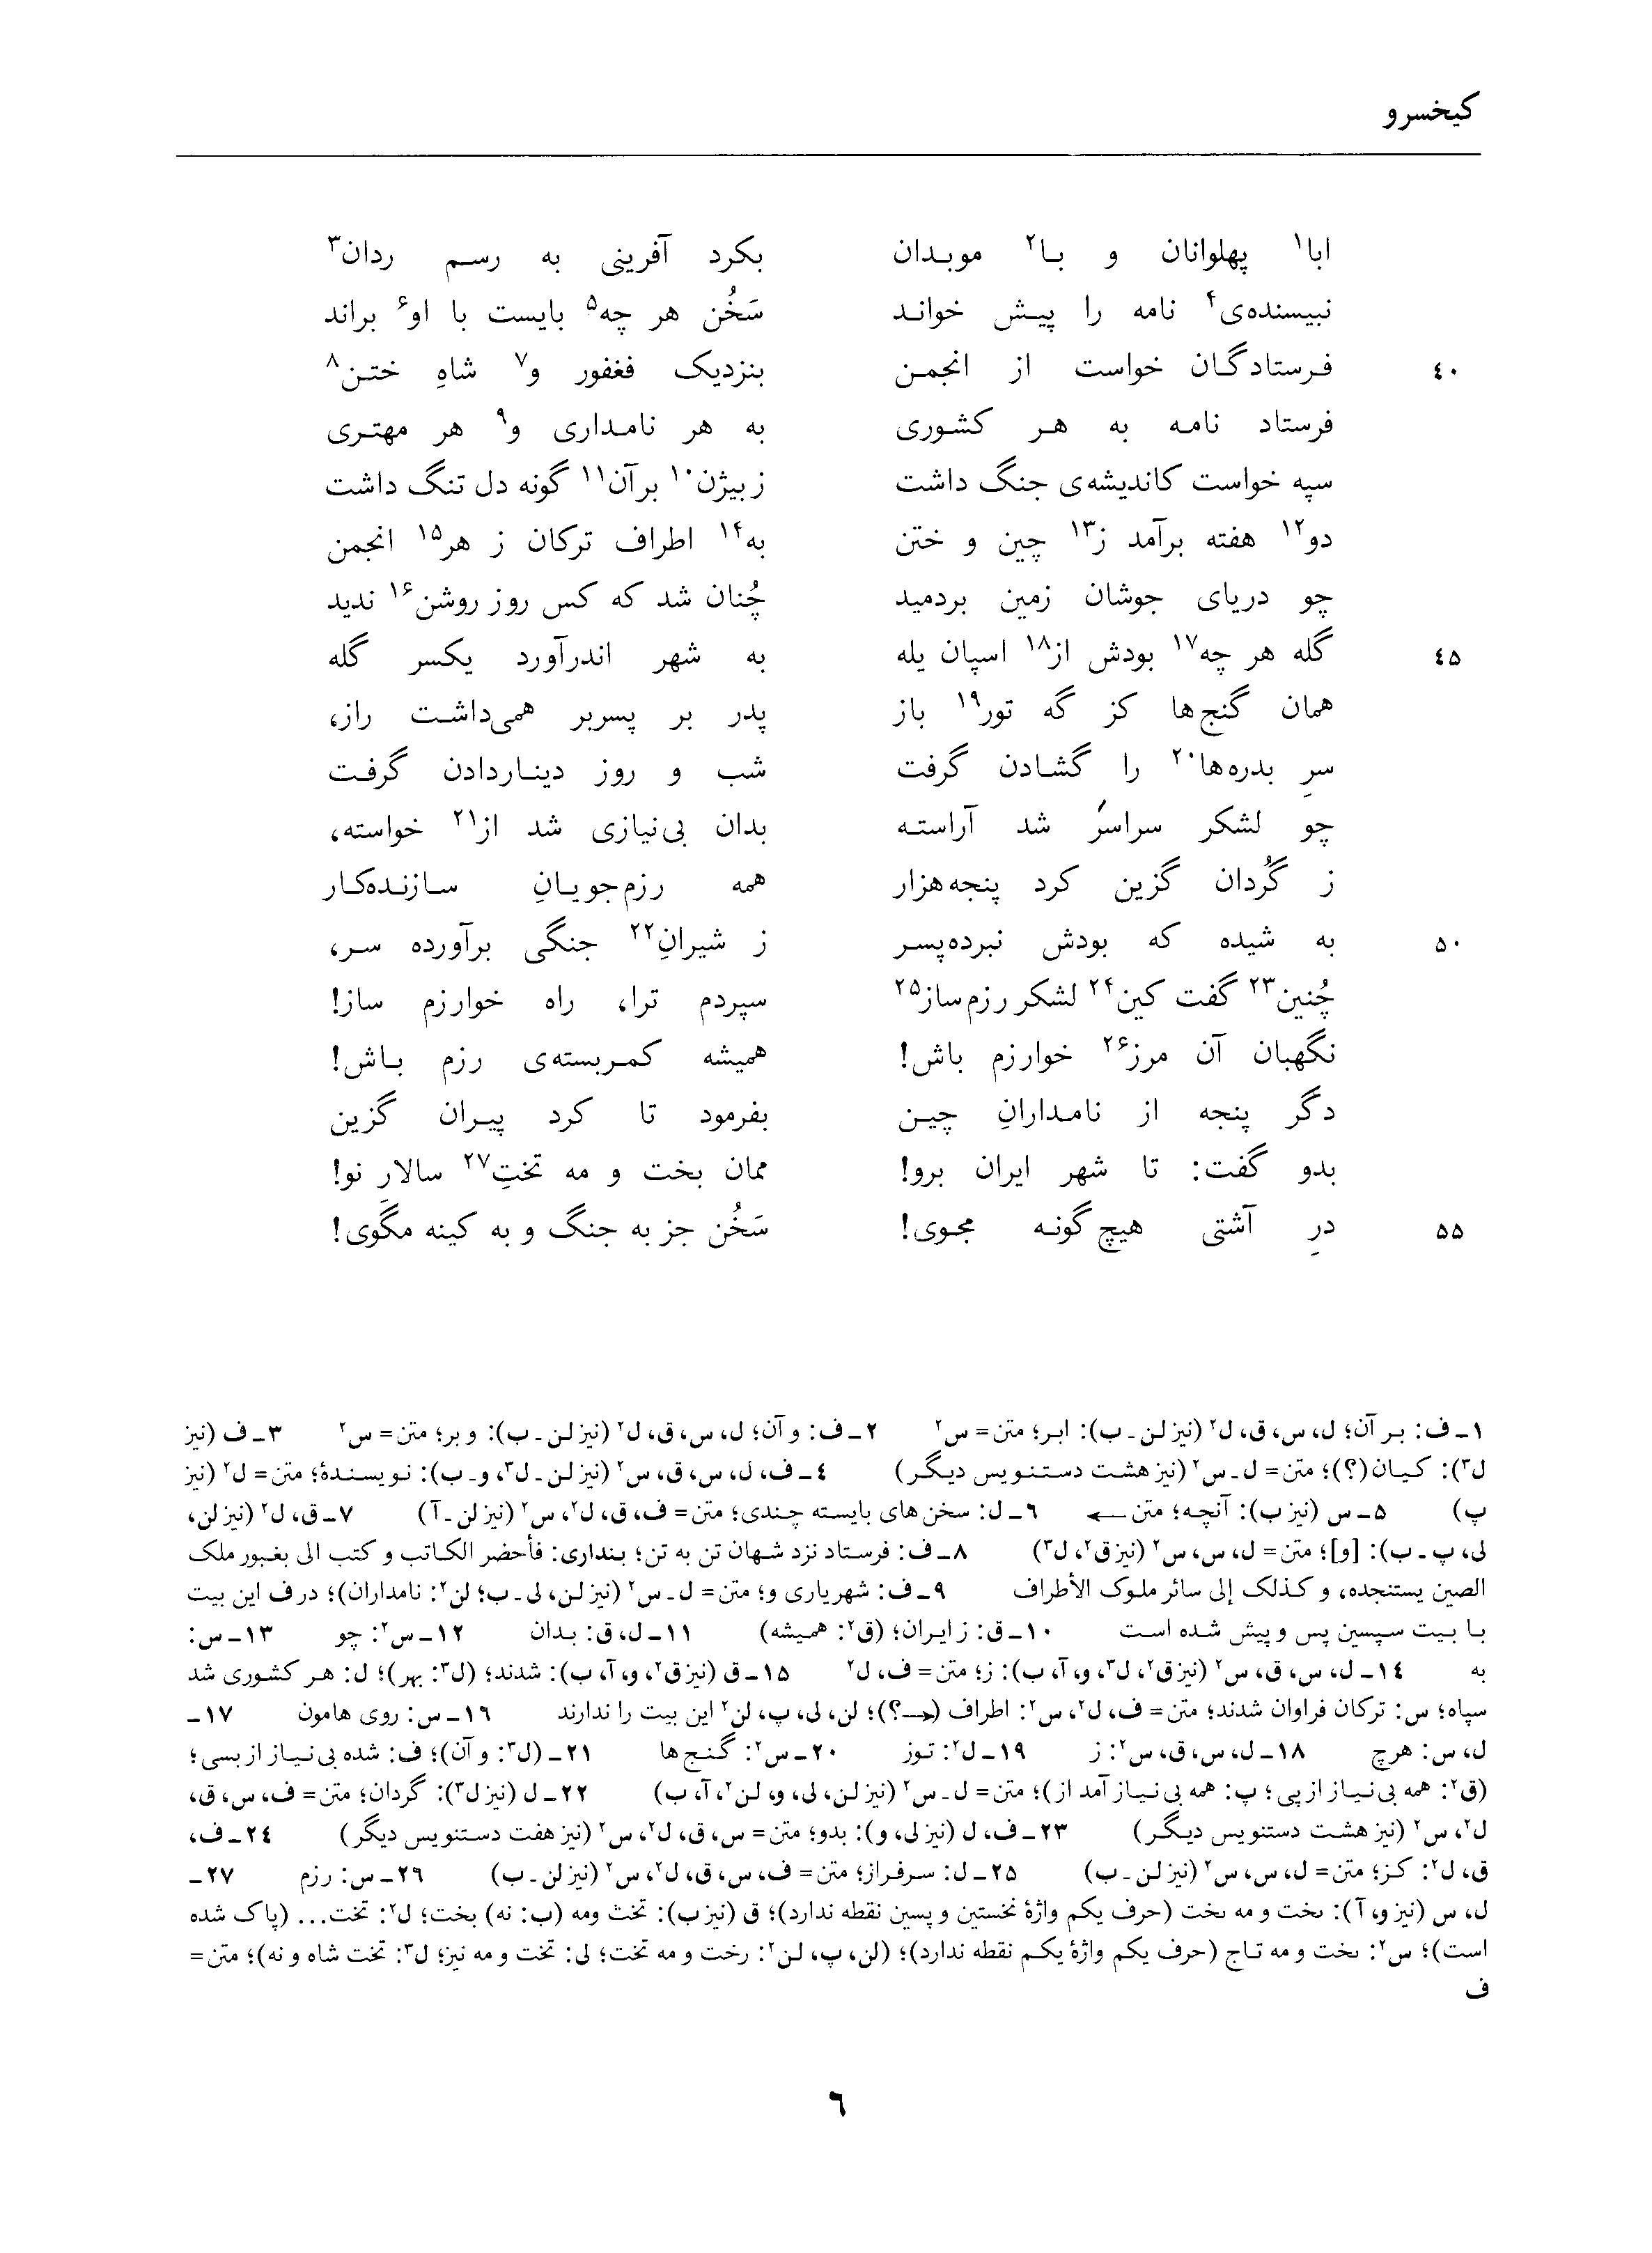 کیخسرو
ابا۱ پهلوانان و با۲ موبدان بکرد آفرینی به رسم ردان۳
نبیسنده‌ی۴ نامه را پیش خواند سَخُن هر چه۵ بایست با او۶ براند
۴۰ فرستادگان خواست از انجمن بنزدیک فغفور و۷ شاهِ ختن۸
فرستاد نامه به هر کشوری به هر نامداری و۹ هر مهتری
سپه خواست کاندیشه‌ی جنگ داشت ز بیژن۱۰ بر آن۱۱ گونه دل تنگ داشت
دو۱۲ هفته برآمد ز۱۳ چین و ختن به۱۴ اطراف ترکان ز هر۱۵ انجمن
چو دریای جوشان زمین بردمید چُنان شد که کس روز روشن۱۶ ندید
۴۵ گله هر چه۱۷ بودش از۱۸ اسپان یله به شهر اندرآورد یکسر گله
همان گنج‌ها کز گه تور۱۹ باز پدر بر پسربر همی‌داشت راز،
سرِ بدره‌ها۲۰ را گشادن گرفت شب و روز دیناردادن گرفت
چو لشکر سراسَر شد آراسته بدان بی‌نیازی شد از۲۱ خواسته،
ز گُردان گزین کرد پنجه‌هزار همه رزم‌جویانِ سازنده‌کار
۵۰ به شیده که بودش نبرده‌پسر ز شیرانِ۲۲ جنگی برآورده سر،
چُنین۲۳ گفت کین۲۴ لشکر رزم‌ساز۲۵ سپردم ترا، راه خوارزم ساز!
نگهبان آن مرز۲۶ خوارزم باش! همیشه کمربسته‌ی رزم باش!
دگر پنجه از نامدارانِ چین بفرمود تا کرد پیران گزین
بدو گفت: تا شهر ایران برو! ممان بخت و مه تختِ۲۷ سالارِ نو!
۵۵ درِ آشتی هیچ گونه مجوی! سَخُن جز به جنگ و به کینه مگوی!
۱ـ ف: بر آن؛ ل، س، ق، ل۲ (نیز لن ـ ب): ابر؛ متن= س۲ ۲ـ ف: و آن؛ ل، س، ق، ل۲ (نیز لن ـ ب): و بر؛ متن= س۲ ۳ـ ف (نیز
ل۳): کیان(؟)؛ متن= ل ـ س۲ (نیز هشت دستنویس دیگر) ۴ـ ف، ل، س، ق، س۲ (نیز لن ـ ل۳، و ـ ب): نویسندۀ؛ متن= ل۲ (نیز
پ) ۵ـ س (نیز ب): آنچه؛ متن ← ۶ـ ل: سخن های بایسته چندی؛ متن= ف، ق، ل۲، س۲ (نیز لن ـ آ) ۷ـ ق، ل۲ (نیز لن،
لی، پ ـ ب): [و]؛ متن= ل، س، س۲ (نیز ق۲، ل۳) ۸ـ ف: فرستاد نزد شهان تن به تن؛ بنداری: فأحضر الکاتب و کتب الی بغبور ملک
الصین یستنجده، و کذلک إلی سائر ملوک الأطراف ۹ـ ف: شهریاری و؛ متن= ل ـ س۲ (نیز لن، لی ـ ب؛ لن۲: نامداران)؛ در ف این بیت
با بیت سپسین پس و پیش شده است ۱۰ـ ق: ز ایران؛ (ق۲: همیشه) ۱۱ـ ل، ق: بدان ۱۲ـ س۲: چو ۱۳ـ س:
به ۱۴ـ ل، س، ق، س۲ (نیز ق۲، ل۳، و، آ، ب): ز؛ متن= ف، ل۲ ۱۵ـ ق (نیز ق۲، و، آ، ب): شدند؛ (ل۳: بهر)؛ ل: هر کشوری شد
سپاه؛ س: ترکان فراوان شدند؛ متن= ف، ل۲، س۲: اطراف (←؟)؛ لن، لی، پ، لن۲ این بیت را ندارند ۱۶ـ س: روی هامون ۱۷ـ
ل، س: هرچ ۱۸ـ ل، س، ق، س۲: ز ۱۹ـ ل۲: توز ۲۰ـ س۲: گنج ها ۲۱ـ (ل۳: و آن)؛ ف: شده بی نیاز از بسی؛
(ق۲: همه بی نیاز از پی؛ پ: همه بی نیاز آمد از)؛ متن= ل ـ س۲ (نیز لن، لی، و، لن۲، آ، ب) ۲۲ـ ل (نیز ل۳): گردان؛ متن= ف، س، ق،
ل۲، س۲ (نیز هشت دستنویس دیگر) ۲۳ـ ف، ل (نیز لی، و): بدو؛ متن= س، ق، ل۲، س۲ (نیز هفت دستنویس دیگر) ۲۴ـ ف،
ق، ل۲: کز؛ متن= ل، س، س۲ (نیز لن ـ ب) ۲۵ـ ل: سرفراز؛ متن= ف، س، ق، ل۲، س۲ (نیز لن ـ ب) ۲۶ـ س: رزم ۲۷ـ
ل، س (نیز و، آ): ٮخت و مه ٮخت (حرف یکم واژۀ نخستین و پسین نقطه ندارد)؛ ق (نیز ب): تخث ومه (ب: نه) بخت؛ ل۲: تخت... (پاک شده
است)؛ س۲: ٮخت و مه تاج (حرف یکم واژۀ یکم نقطه ندارد)؛ (لن، پ، لن۲: رخت و مه تخت؛ لی: تخت و مه نیز؛ ل۳: تخت شاه و نه)؛ متن=
ف
۶